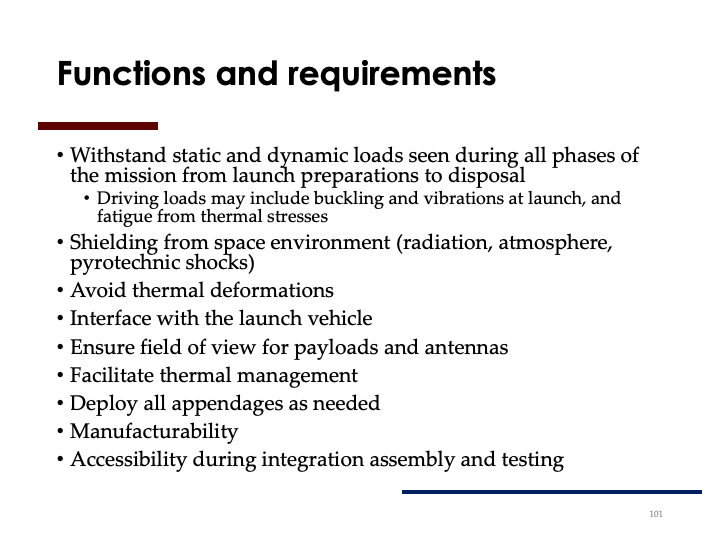 Functions and requirements
• Withstand static and dynamic loads seen during all phases of
the mission from launch preparations to disposal
• Driving loads may include buckling and vibrations at launch, and
fatigue from thermal stresses
• Shielding from space environment (radiation, atmosphere,
pyrotechnic shocks)
• Avoid thermal deformations
• Interface with the launch vehicle
• Ensure field of view for payloads and antennas
• Facilitate thermal management
• Deploy all appendages as needed
• Manufacturability
• Accessibility during integration assembly and testing
101